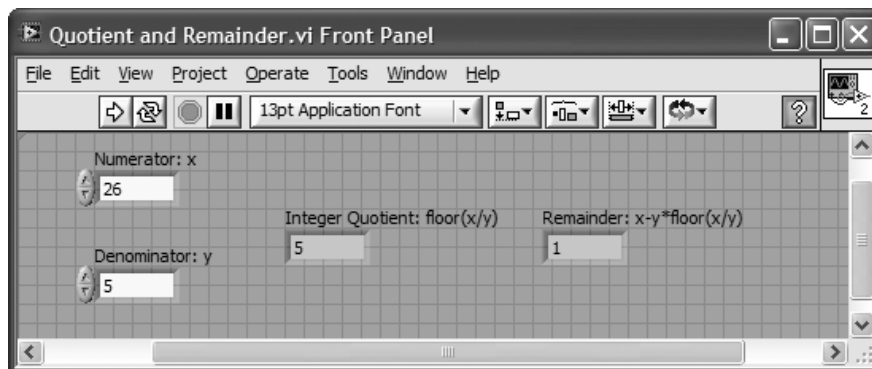 Quotient and Remainder.vi Front Panel
File Edit View Project Operate Tools Window Help
13pt Application Font
2
Numerator: x
26
Integer Quotient: floor(x/y) Remainder: x-y*floor(x/y)
5 1
Denominator: y
5